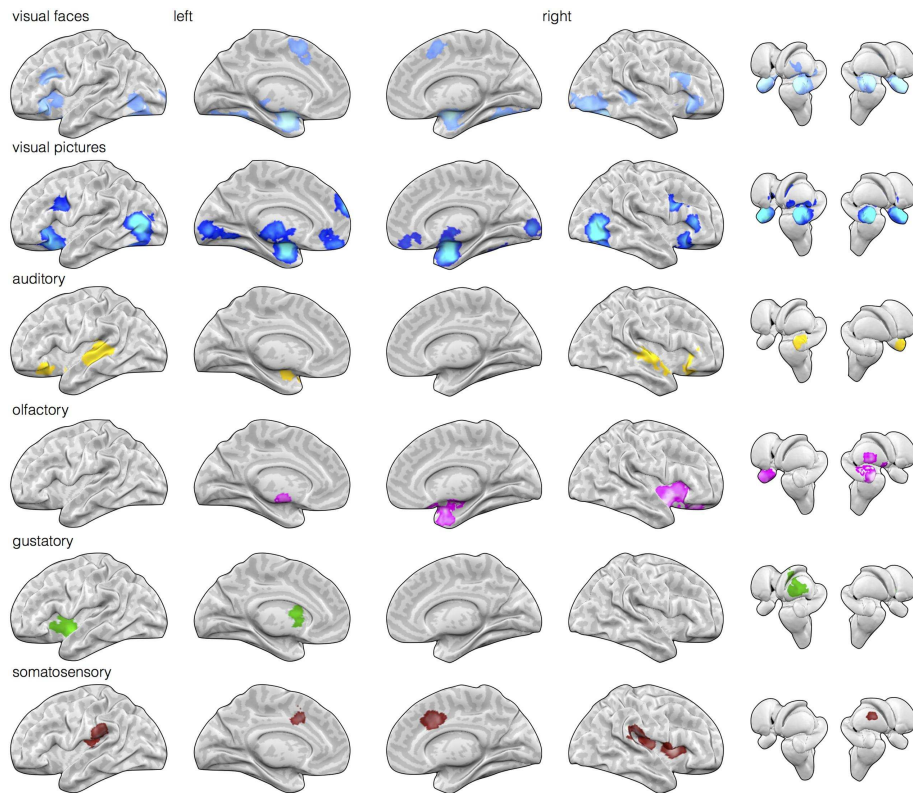 visual faces
left
right
visual pictures
auditory
olfactory
gustatory
somatosensory